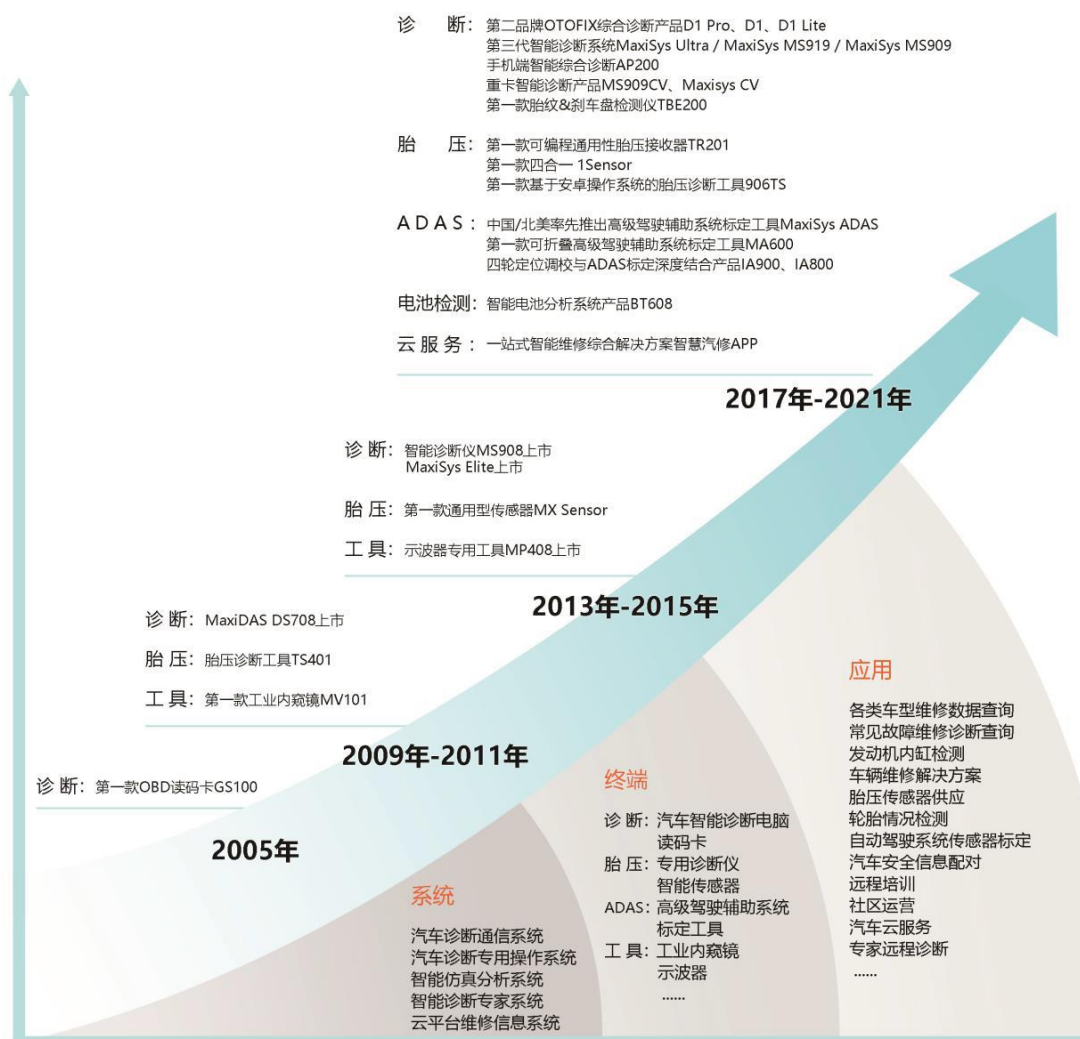 诊 断：第二品牌OTOFIX综合诊断产品D1 Pro、D1、D1 Lite
第三代智能诊断系统MaxiSys Ultra / MaxiSys MS919 / MaxiSys MS909
手机端智能综合诊断AP200
重卡智能诊断产品MS909CV、Maxisys CV
第一款胎纹&刹车盘检测仪TBE200
胎 压：第一款可编程通用性胎压接收器TR201
第一款四合一 1Sensor
第一款基于安卓操作系统的胎压诊断工具906TS
ADAS：中国/北美率先推出高级驾驶辅助系统标定工具MaxiSys ADAS
第一款可折叠高级驾驶辅助系统标定工具MA600
四轮定位调校与ADAS标定深度结合产品IA900、IA800
电池检测：智能电池分析系统产品BT608
云服务：一站式智能维修综合解决方案智慧汽修APP
2017年-2021年
诊 断：智能诊断仪MS908上市
MaxiSys Elite上市
胎 压：第一款通用型传感器MX Sensor
工 具：示波器专用工具MP408上市
2013年-2015年
诊 断：MaxiDAS DS708上市
胎 压：胎压诊断工具TS401
工 具：第一款工业内窥镜MV101
2009年-2011年
诊 断：第一款OBD读码卡GS100
2005年
系统
汽车诊断通信系统
汽车诊断专用操作系统
智能仿真分析系统
智能诊断专家系统
云平台维修信息系统
终端
诊 断：汽车智能诊断电脑
读码卡
胎 压：专用诊断仪
智能传感器
ADAS：高级驾驶辅助系统
标定工具
工 具：工业内窥镜
示波器
......
应用
各类车型维修数据查询
常见故障维修诊断查询
发动机内缸检测
车辆维修解决方案
胎压传感器供应
轮胎情况检测
自动驾驶系统传感器标定
汽车安全信息配对
远程培训
社区运营
汽车云服务
专家远程诊断
......